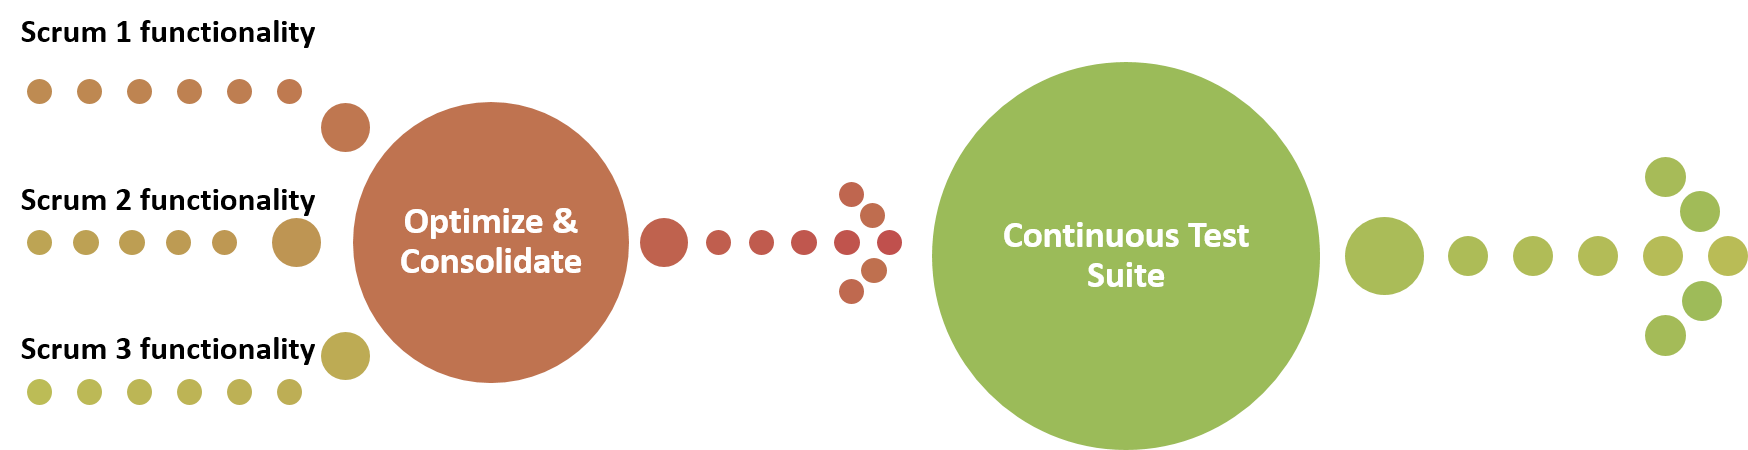 Scrum 1 functionality
Scrum 2 functionality
Scrum 3 functionality
Optimize &
Consolidate
Continuous Test
Suite